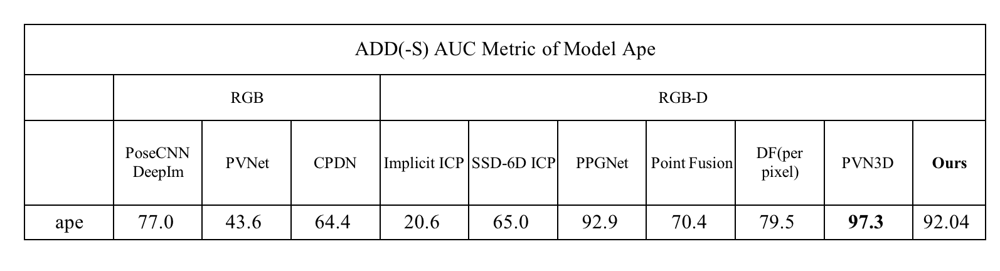 ADD(-S) AUC Metric of Model Ape
RGB RGB-D
PoseCNN DeepIm PVNet CPDN Implicit ICP SSD-6D ICP PPGNet Point Fusion DF(per pixel) PVN3D Ours
ape 77.0 43.6 64.4 20.6 65.0 92.9 70.4 79.5 97.3 92.04